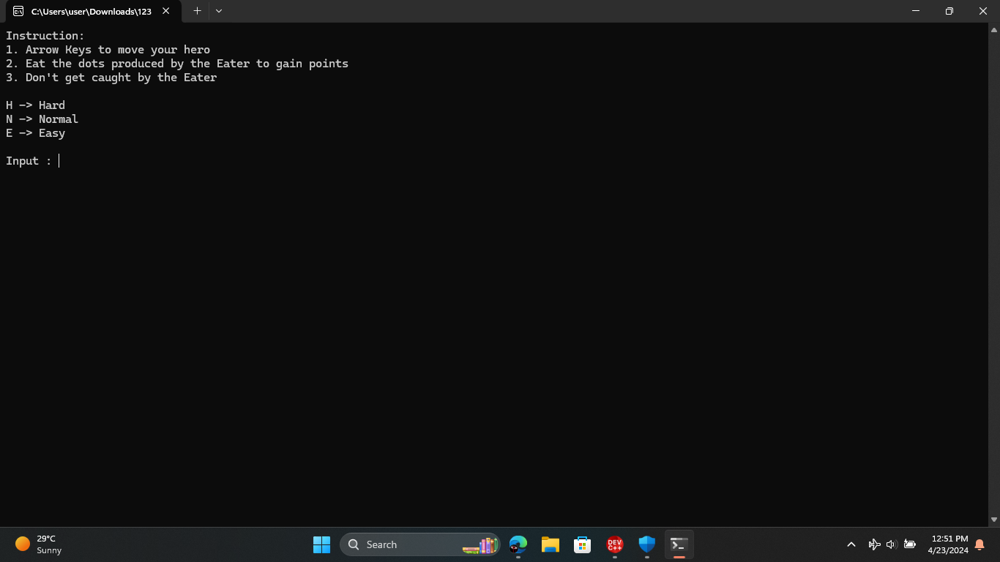 C:\Users\user\Downloads\123
Instruction:
1. Arrow Keys to move your hero
2. Eat the dots produced by the Eater to gain points
3. Don't get caught by the Eater
H -> Hard
N -> Normal
E -> Easy
Input :
29°C
Sunny
Search
DEV
C++
12:51 PM
4/23/2024